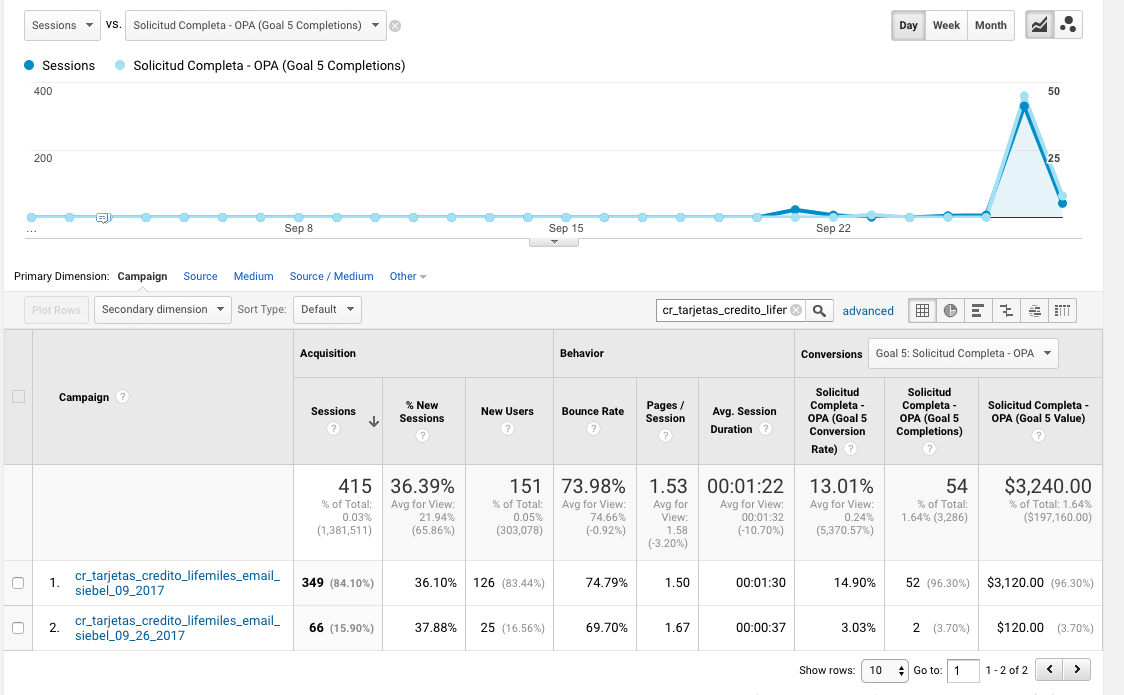 Sessions vs. Solicitud Completa - OPA (Goal 5 Completions) Day Week Month
Sessions Solicitud Completa - OPA (Goal 5 Completions)
400 50
200 25
... Sep 8 Sep 15 Sep 22
Primary Dimension: Campaign Source Medium Source / Medium Other
Plot Rows Secondary dimension Sort Type: Default cr_tarjetas_credito_lifer advanced
Acquisition Behavior Conversions Goal 5: Solicitud Completa - OPA
Campaign ?
Sessions ?
% New
Sessions
?
New Users
?
Bounce Rate
?
Pages /
Session
?
Avg. Session
Duration ?
Solicitud
Completa -
OPA (Goal 5
Conversion
Rate) ?
Solicitud
Completa -
OPA (Goal 5
Completions)
?
Solicitud Completa -
OPA (Goal 5 Value)
?
415
% of Total:
0.03%
(1,381,511)
36.39%
Avg for View:
21.94%
(65.86%)
151
% of Total:
0.05%
(303,078)
73.98%
Avg for View:
74.66%
(-0.92%)
1.53
Avg for
View:
1.58
(-3.20%)
00:01:22
Avg for View:
00:01:32
(-10.70%)
13.01%
Avg for View:
0.24%
(5,370.57%)
54
% of Total:
1.64% (3,286)
$3,240.00
% of Total: 1.64%
($197,160.00)
1. cr_tarjetas_credito_lifemiles_email_
siebel_09_2017
349 (84.10%) 36.10% 126 (83.44%) 74.79% 1.50 00:01:30 14.90% 52 (96.30%) $3,120.00 (96.30%)
2. cr_tarjetas_credito_lifemiles_email_
siebel_09_26_2017
66 (15.90%) 37.88% 25 (16.56%) 69.70% 1.67 00:00:37 3.03% 2 (3.70%) $120.00 (3.70%)
Show rows: 10 Go to: 1 1 - 2 of 2